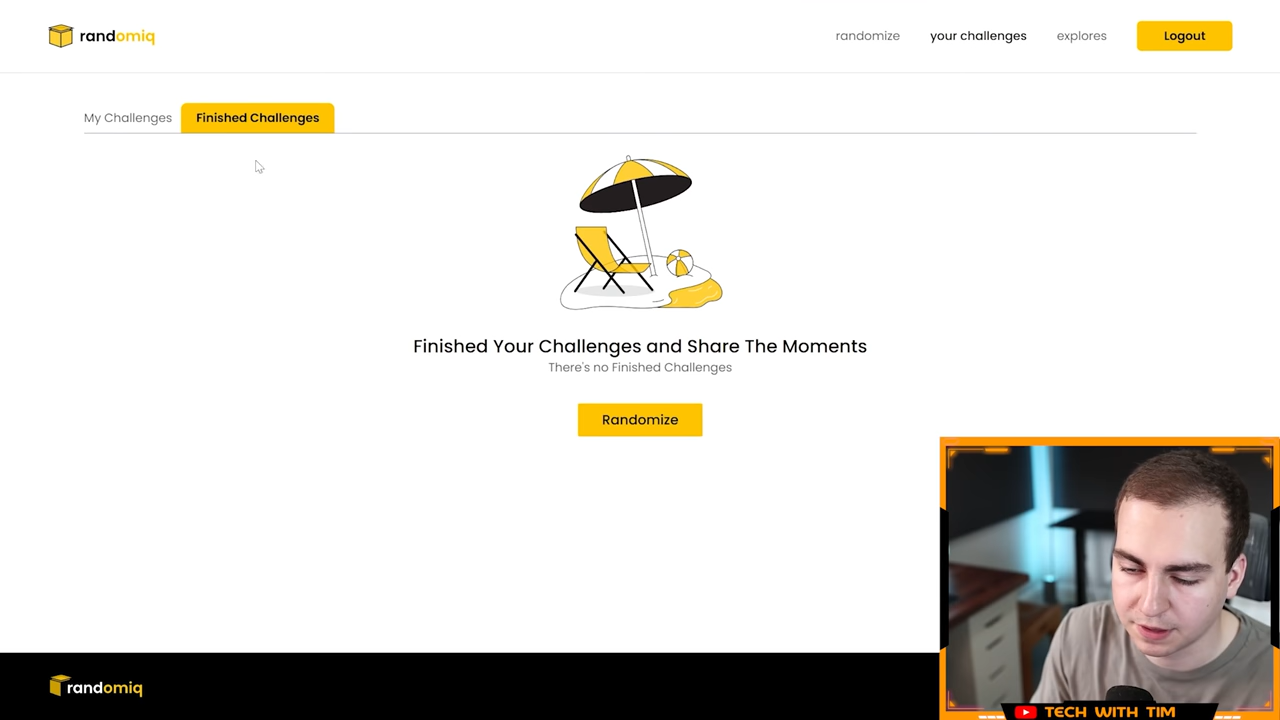 randomiq
randomize
your challenges
explores
Logout
My Challenges
Finished Challenges
Finished Your Challenges and Share The Moments
There's no Finished Challenges
Randomize
randomiq
TECH WITH TIM